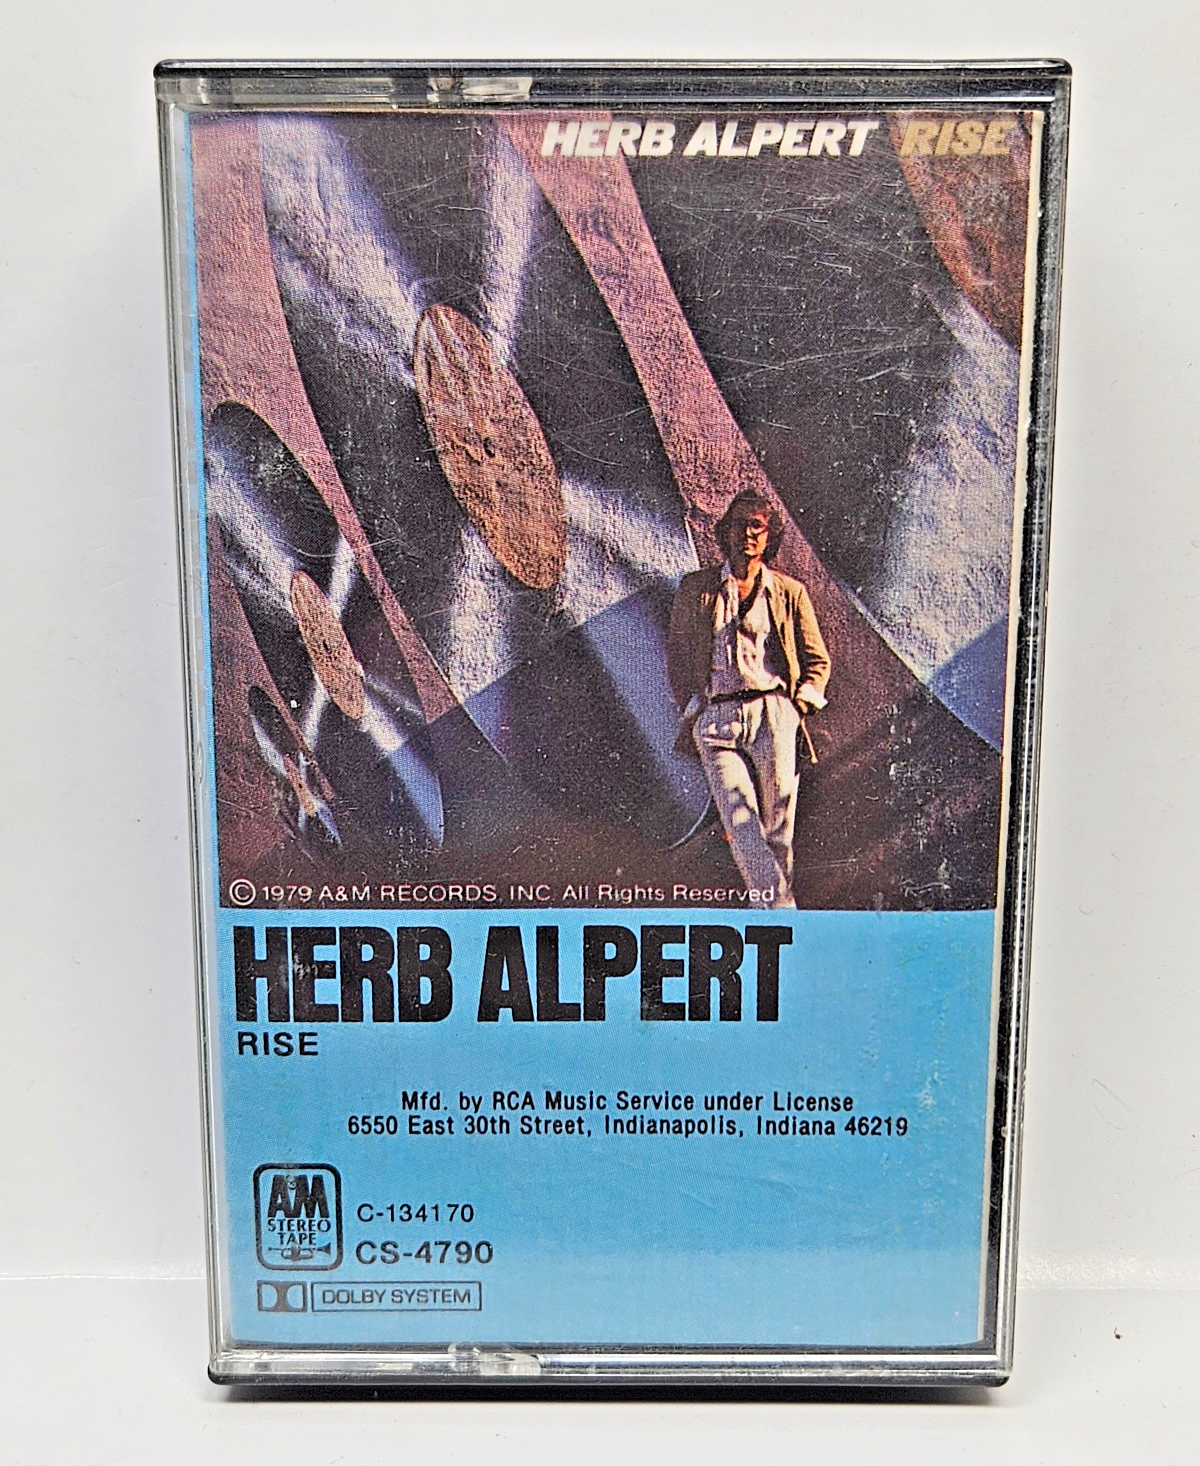 HERB ALPERT RISE
© 1979 A&M RECORDS, INC All Rights Reserved
HERB ALPERT
RISE
Mfd. by RCA Music Service under License
6550 East 30th Street, Indianapolis, Indiana 46219
AM
STEREO
TAPE
C-134170
CS-4790
DOLBY SYSTEM